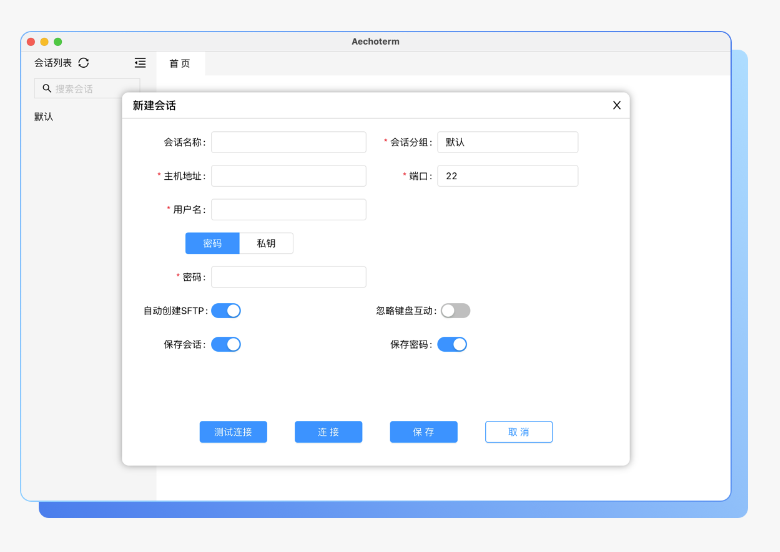 Aechoterm
会话列表 首页
搜索会话
默认
新建会话 X
会话名称: * 会话分组: 默认
* 主机地址: * 端口: 22
* 用户名:
密码 私钥
* 密码:
自动创建SFTP: 忽略键盘互动:
保存会话: 保存密码:
测试连接 连接 保存 取消